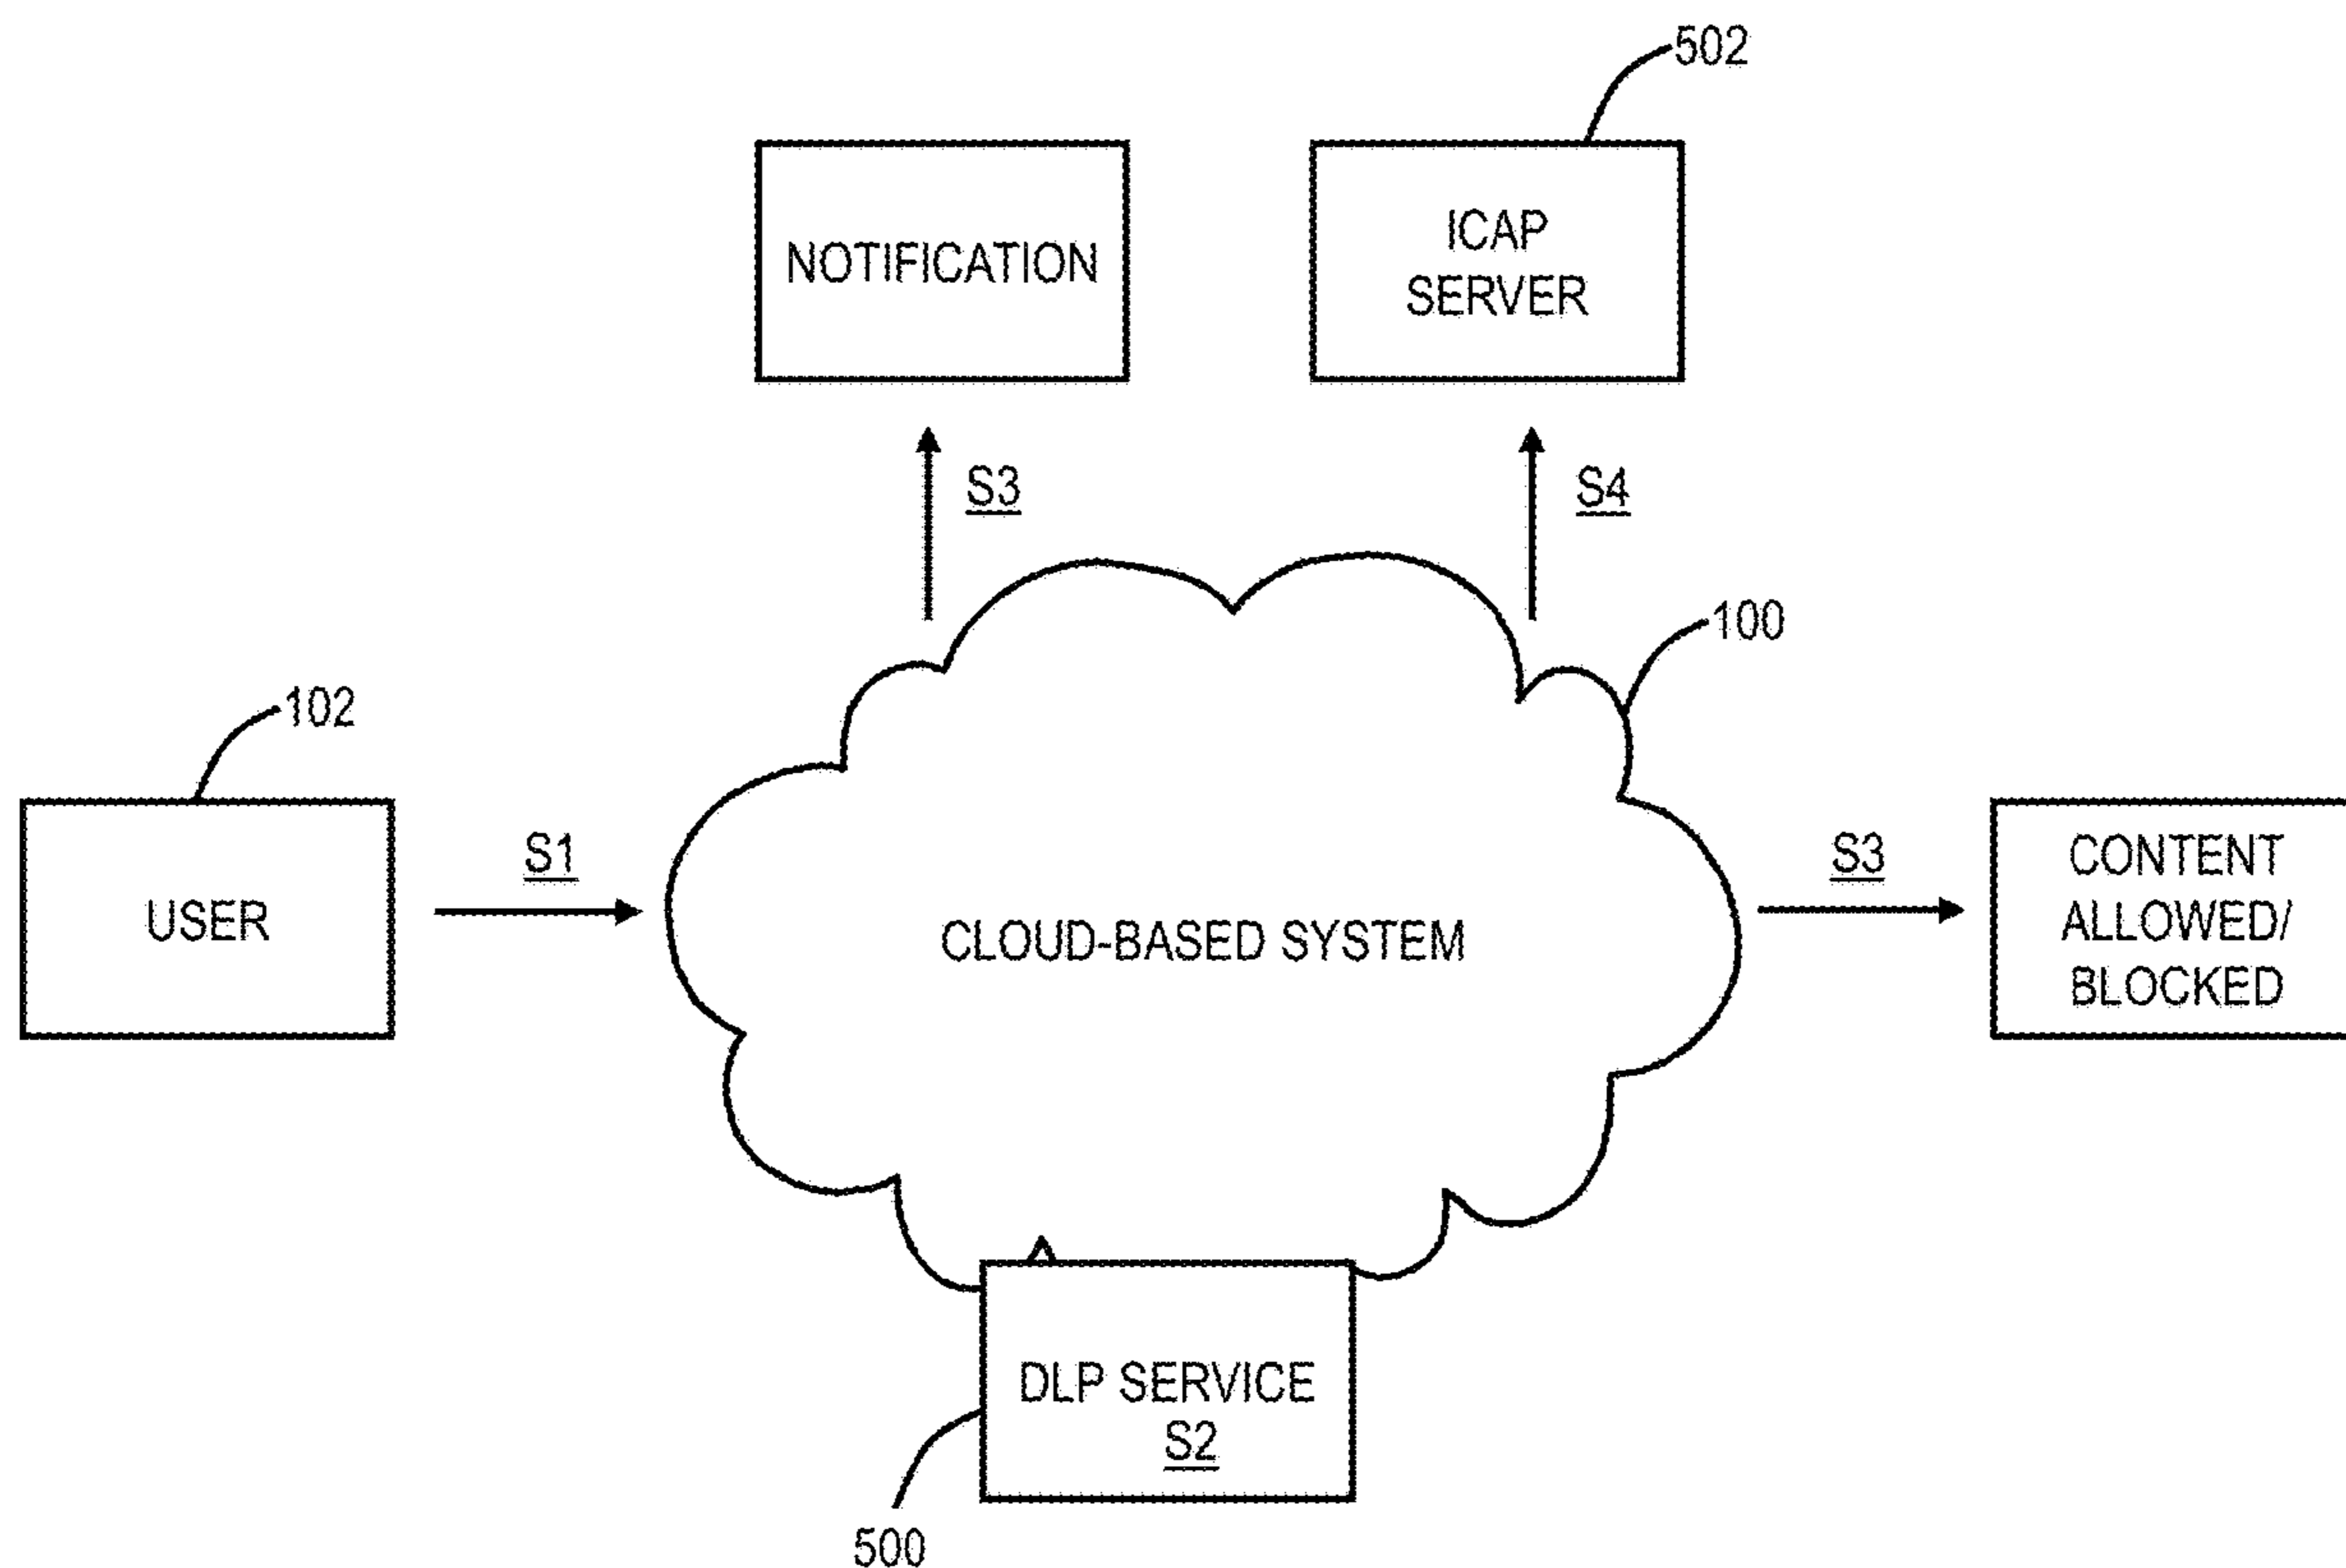 502
NOTIFICATION
ICAP
SERVER
S3
S4
100
102
USER
S1
CLOUD-BASED SYSTEM
S3
CONTENT
ALLOWED/
BLOCKED
DLP SERVICE
S2
500